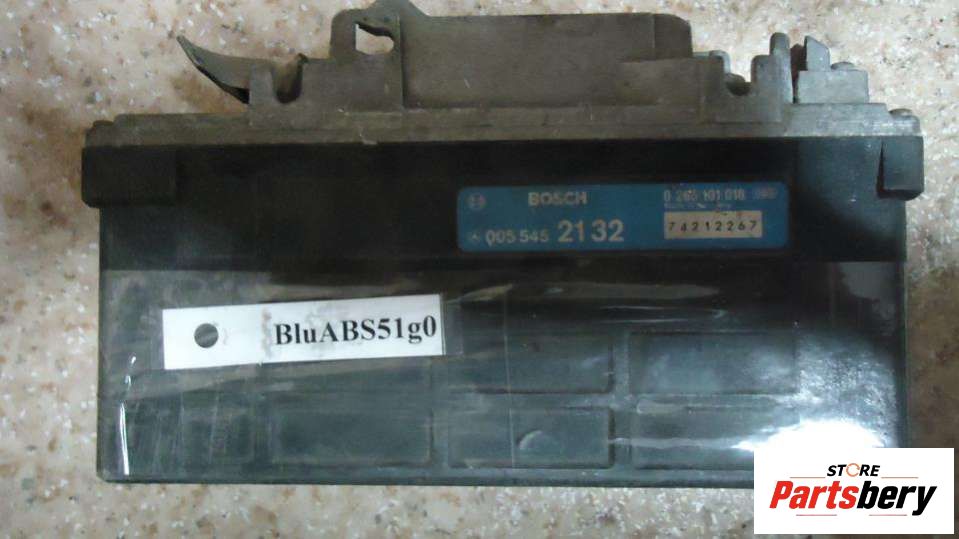 BOSCH 0 265 101 018
005 545 2132 74212267
BluABS51g0
STORE
Partsbery